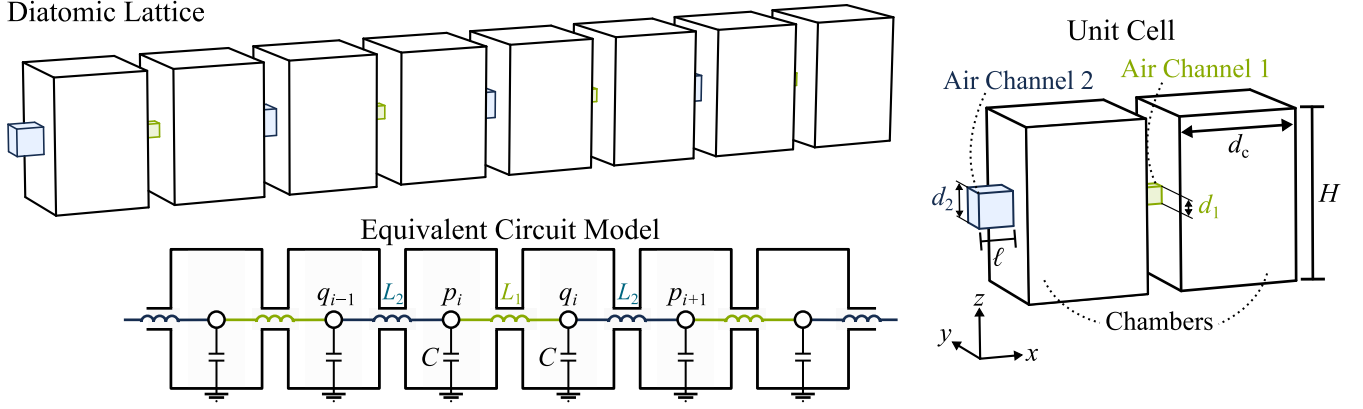 Diatomic Lattice
Unit Cell
Air Channel 2
Air Channel 1
d_c
d_2
d_1
H
ℓ
Chambers
z
y
x
Equivalent Circuit Model
q_{i−1}
L_2
p_i
L_1
q_i
L_2
p_{i+1}
C
C